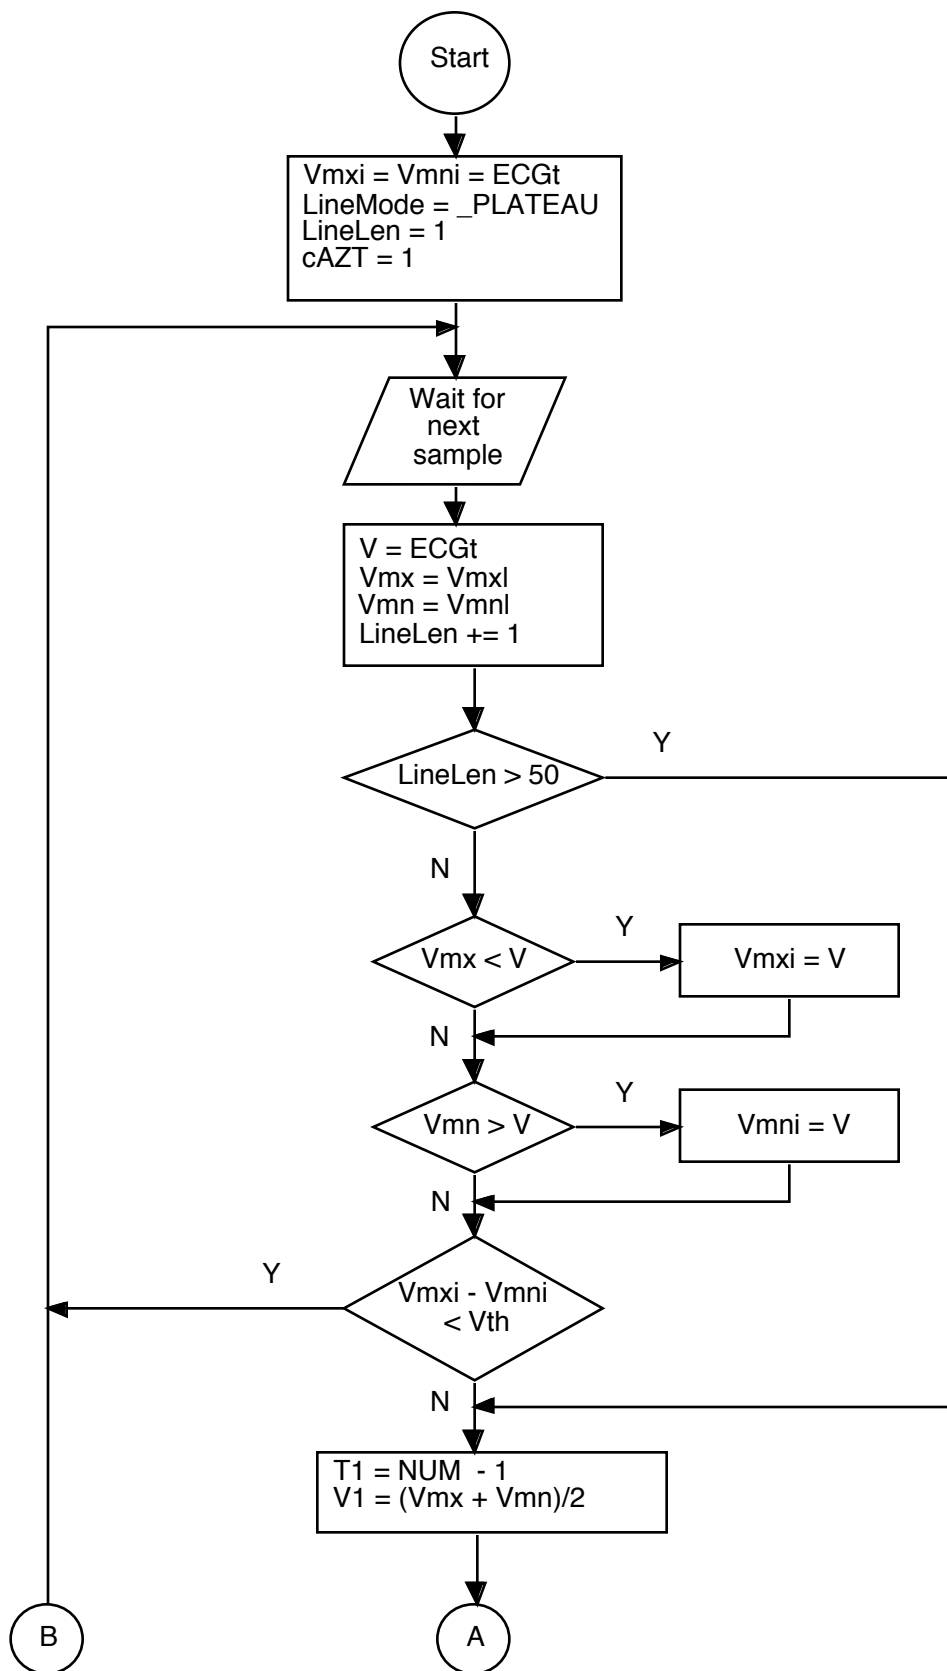 Start
Vmxi = Vmni = ECGt
LineMode = _PLATEAU
LineLen = 1
cAZT = 1
Wait for
next
sample
V = ECGt
Vmx = Vmxl
Vmn = Vmnl
LineLen += 1
LineLen > 50
Y
N
Vmx < V
Y
Vmxi = V
N
Vmn > V
Y
Vmni = V
N
Vmxi - Vmni
< Vth
Y
N
T1 = NUM - 1
V1 = (Vmx + Vmn)/2
B
A